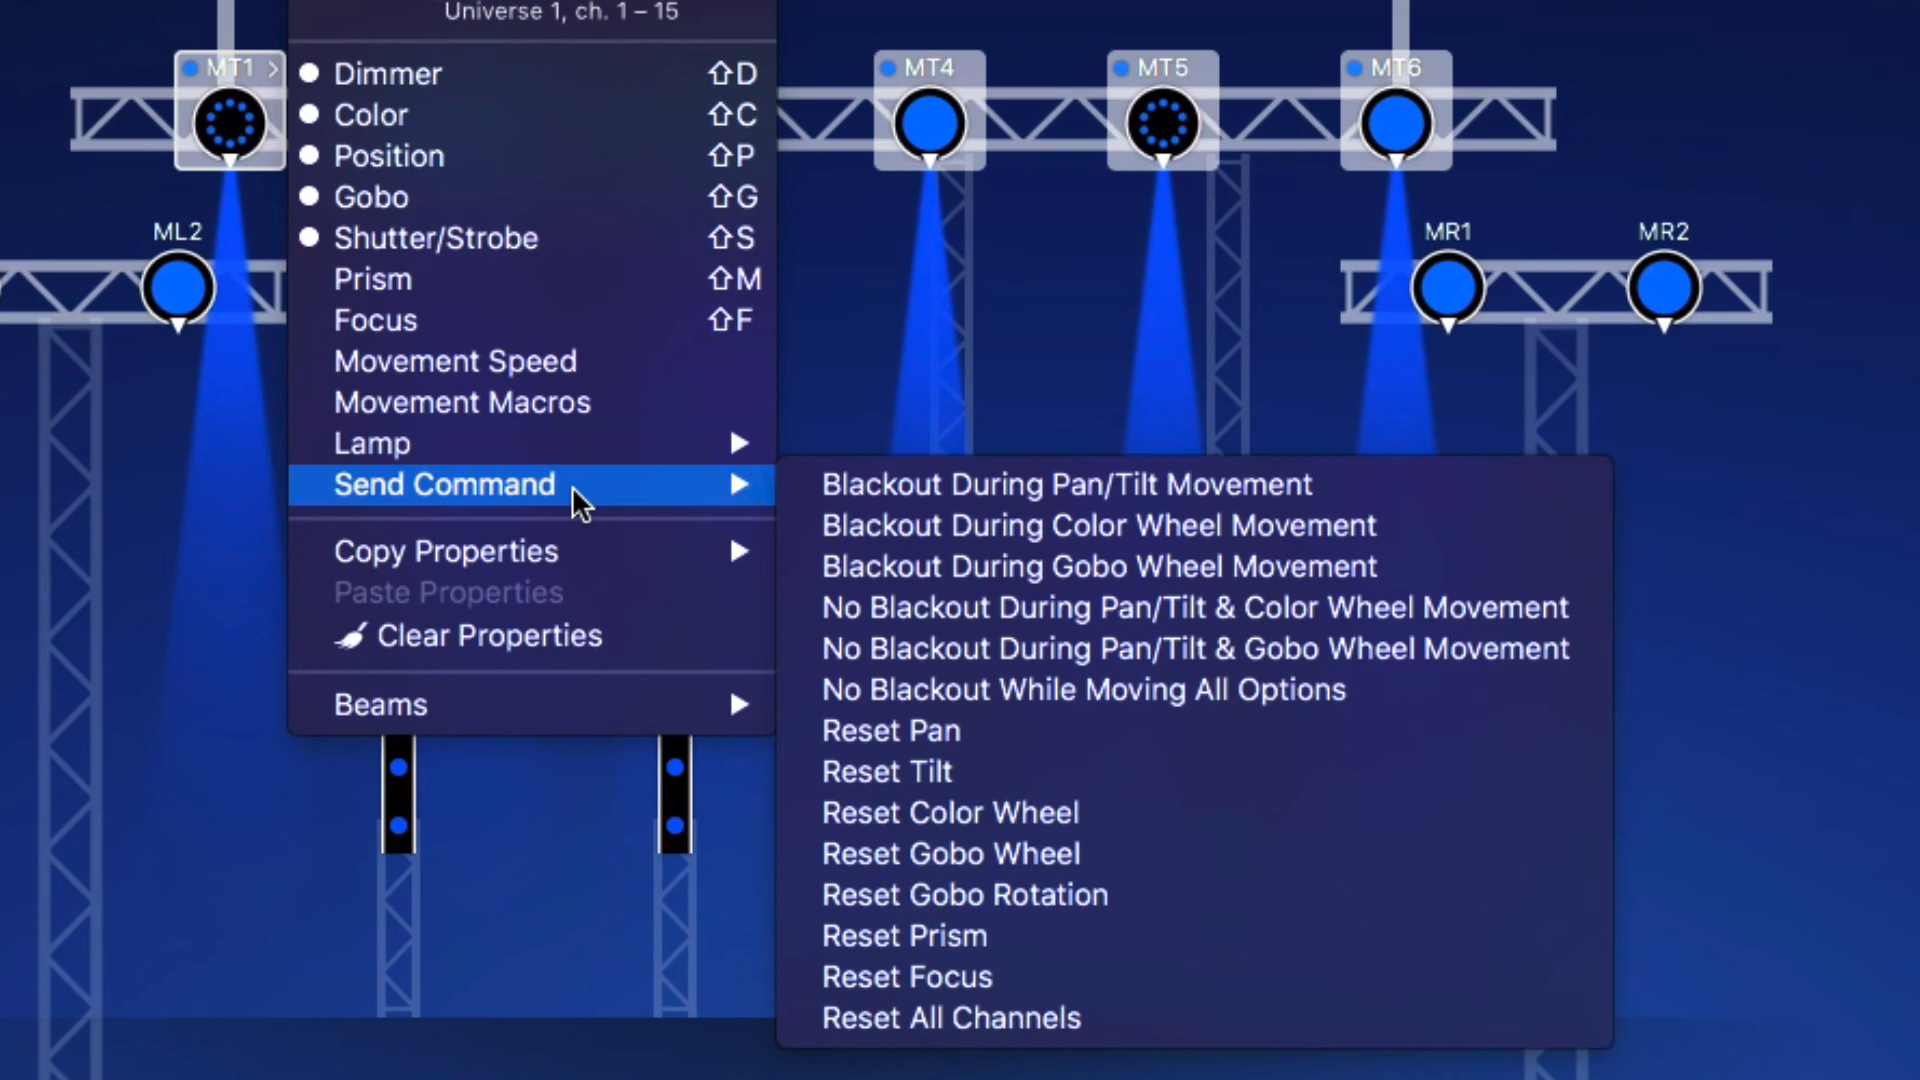 Universe 1, ch. 1 – 15
MT1
MT4
MT5
MT6
ML2
MR1
MR2
Dimmer ⇧D
Color ⇧C
Position ⇧P
Gobo ⇧G
Shutter/Strobe ⇧S
Prism ⇧M
Focus ⇧F
Movement Speed
Movement Macros
Lamp
Send Command
Copy Properties
Paste Properties
Clear Properties
Beams
Blackout During Pan/Tilt Movement
Blackout During Color Wheel Movement
Blackout During Gobo Wheel Movement
No Blackout During Pan/Tilt & Color Wheel Movement
No Blackout During Pan/Tilt & Gobo Wheel Movement
No Blackout While Moving All Options
Reset Pan
Reset Tilt
Reset Color Wheel
Reset Gobo Wheel
Reset Gobo Rotation
Reset Prism
Reset Focus
Reset All Channels